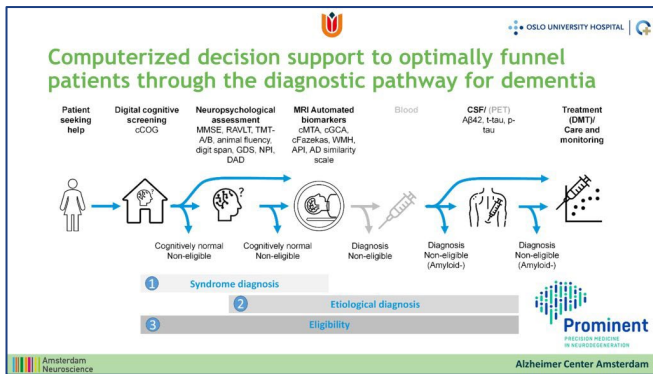 OSLO UNIVERSITY HOSPITAL
Computerized decision support to optimally funnel
patients through the diagnostic pathway for dementia
Patient
seeking
help
Digital cognitive
screening
cCOG
Neuropsychological
assessment
MMSE, RAVLT, TMT-
A/B, animal fluency,
digit span, GDS, NPI,
DAD
MRI Automated
biomarkers
cMTA, cGCA,
cFazekas, WMH,
API, AD similarity
scale
Blood
CSF/ (PET)
Aβ42, t-tau, p-
tau
Treatment
(DMT)/
Care and
monitoring
?
?
Cognitively normal
Non-eligible
Cognitively normal
Non-eligible
Diagnosis
Non-eligible
Diagnosis
Non-eligible
(Amyloid-)
Diagnosis
Non-eligible
(Amyloid-)
1 Syndrome diagnosis
2 Etiological diagnosis
3 Eligibility
Prominent
PRECISION MEDICINE
IN NEURODEGENERATION
Amsterdam
Neuroscience
Alzheimer Center Amsterdam